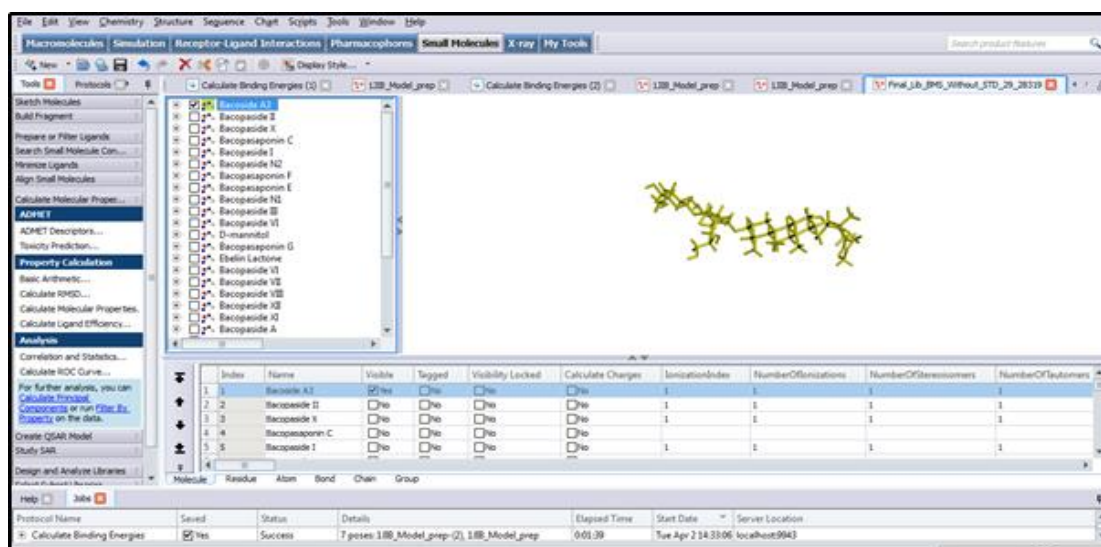 File Edit View Chemistry Structure Sequence Chart Scripts Tools Window Help
Macromolecules Simulation Receptor-Ligand Interactions Pharmacophores Small Molecules X-ray My Tools Search product features
New Display Style...
Tools Protocols Calculate Binding Energies (1) Calculate Binding Energies (2)
Sketch Molecules
Build Fragment
Prepare or Filter Ligands
Search Small Molecule Con...
Minimize Ligands
Align Small Molecules
Calculate Molecular Proper...
ADMET
ADMET Descriptors...
Toxicity Prediction...
Property Calculation
Basic Arithmetic...
Calculate RMSD...
Calculate Molecular Properties.
Calculate Ligand Efficiency...
Analysis
Correlation and Statistics...
Calculate ROC Curve...
For further analysis, you can
Calculate Principal
Components or run Filter By
Property on the data.
Create QSAR Model
Study SAR
Design and Analyze Libraries
Bacoside A3
Bacopaside II
Bacopaside X
Bacopasaponin C
Bacopaside I
Bacopaside N2
Bacopasaponin F
Bacopasaponin E
Bacopaside N1
Bacopaside III
Bacopaside VI
D-mannitol
Bacopasaponin G
Ebelin Lactone
Bacopaside VI
Bacopaside VII
Bacopaside VIII
Bacopaside XII
Bacopaside XI
Bacopaside A
Index Name Visible Tagged Visibility Locked Calculate Charges IonizationIndex NumberOfIonizations NumberOfStereoisomers NumberOfTautomers
1 1 Bacoside A3 Yes No No No 1 1 1 1
2 2 Bacopaside II No No No No 1 1 1 1
3 3 Bacopaside X No No No No 1 1 1 1
4 4 Bacopasaponin C No No No No
5 5 Bacopaside I No No No No 1 1 1 1
Molecule Residue Atom Bond Chain Group
Help Jobs
Protocol Name Saved Status Details Elapsed Time Start Date Server Location
Calculate Binding Energies Yes Success 7 poses: 0:01:39 Tue Apr 2 14:33:06 localhost:9943